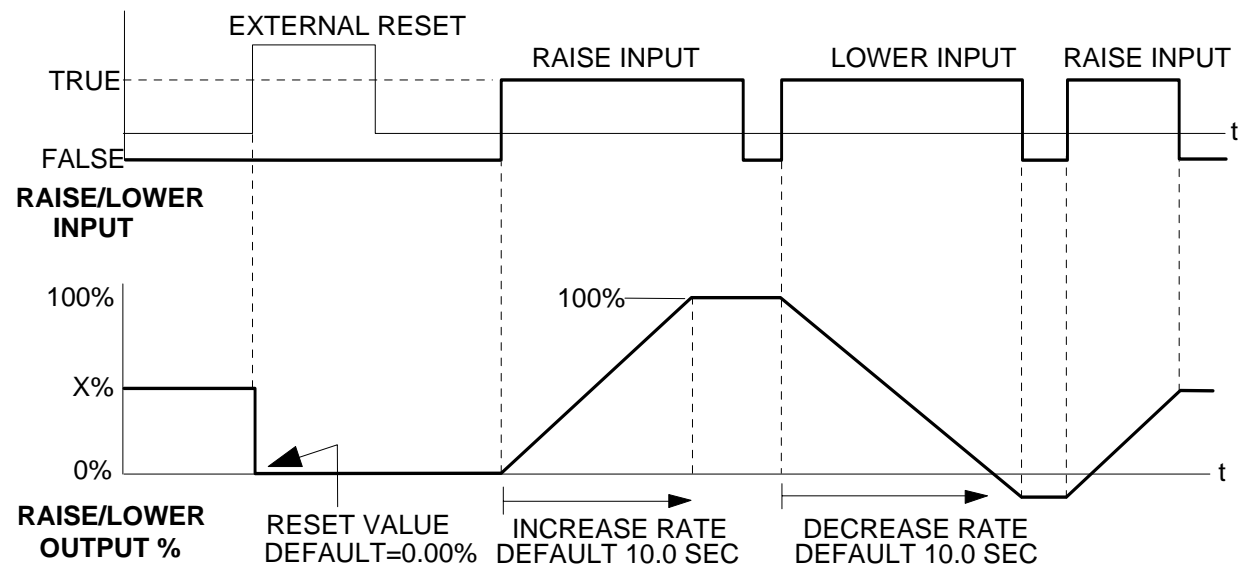 EXTERNAL RESET
RAISE INPUT
LOWER INPUT
RAISE INPUT
TRUE
t
FALSE
RAISE/LOWER
INPUT
100%
100%
X%
0%
t
RAISE/LOWER
OUTPUT %
RESET VALUE
DEFAULT=0.00%
INCREASE RATE
DEFAULT 10.0 SEC
DECREASE RATE
DEFAULT 10.0 SEC